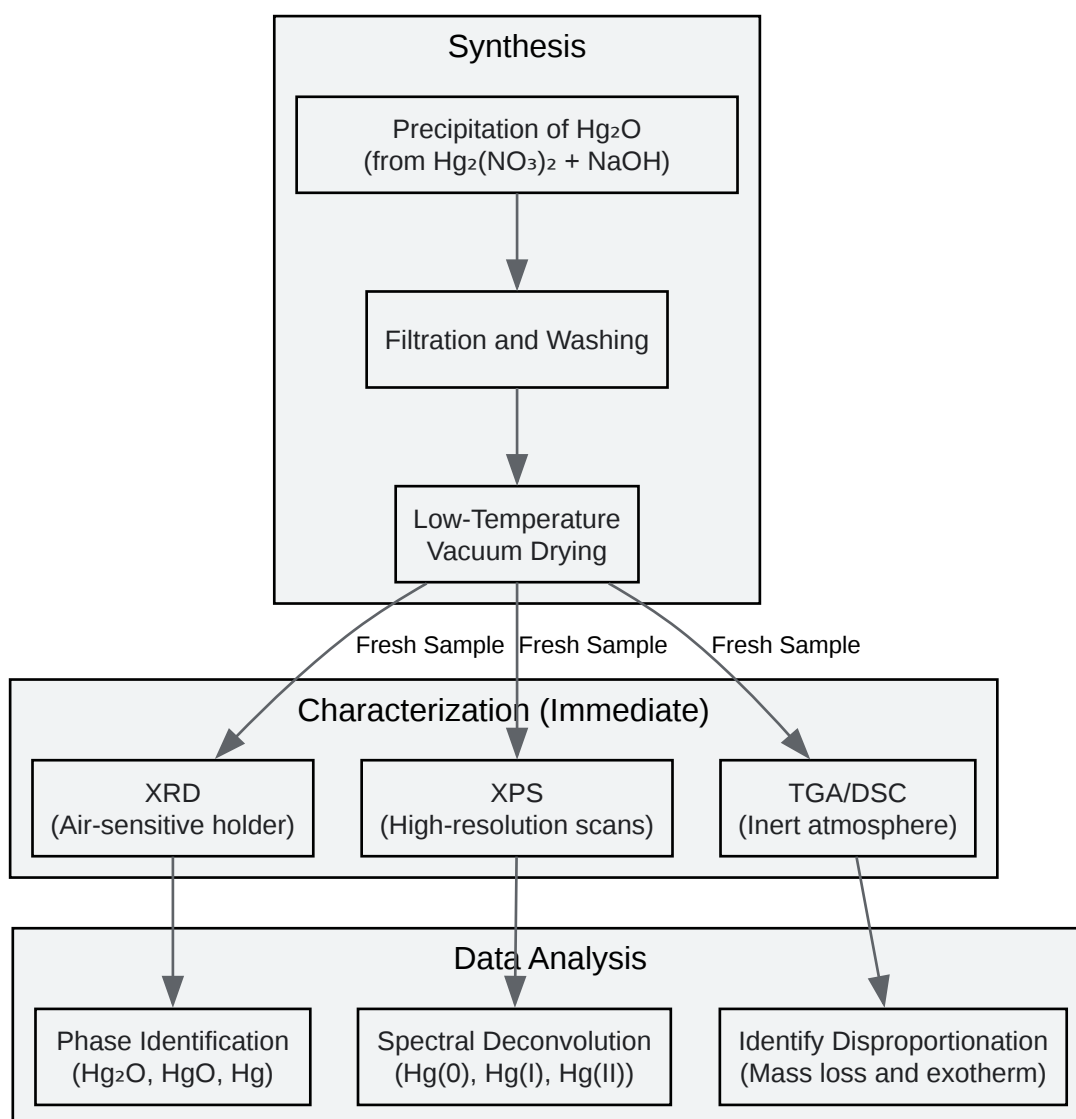 Synthesis
Precipitation of Hg₂O
(from Hg₂(NO₃)₂ + NaOH)
Filtration and Washing
Low-Temperature
Vacuum Drying
Fresh Sample
Fresh Sample
Fresh Sample
Characterization (Immediate)
XRD
(Air-sensitive holder)
XPS
(High-resolution scans)
TGA/DSC
(Inert atmosphere)
Data Analysis
Phase Identification
(Hg₂O, HgO, Hg)
Spectral Deconvolution
(Hg(0), Hg(I), Hg(II))
Identify Disproportionation
(Mass loss and exotherm)